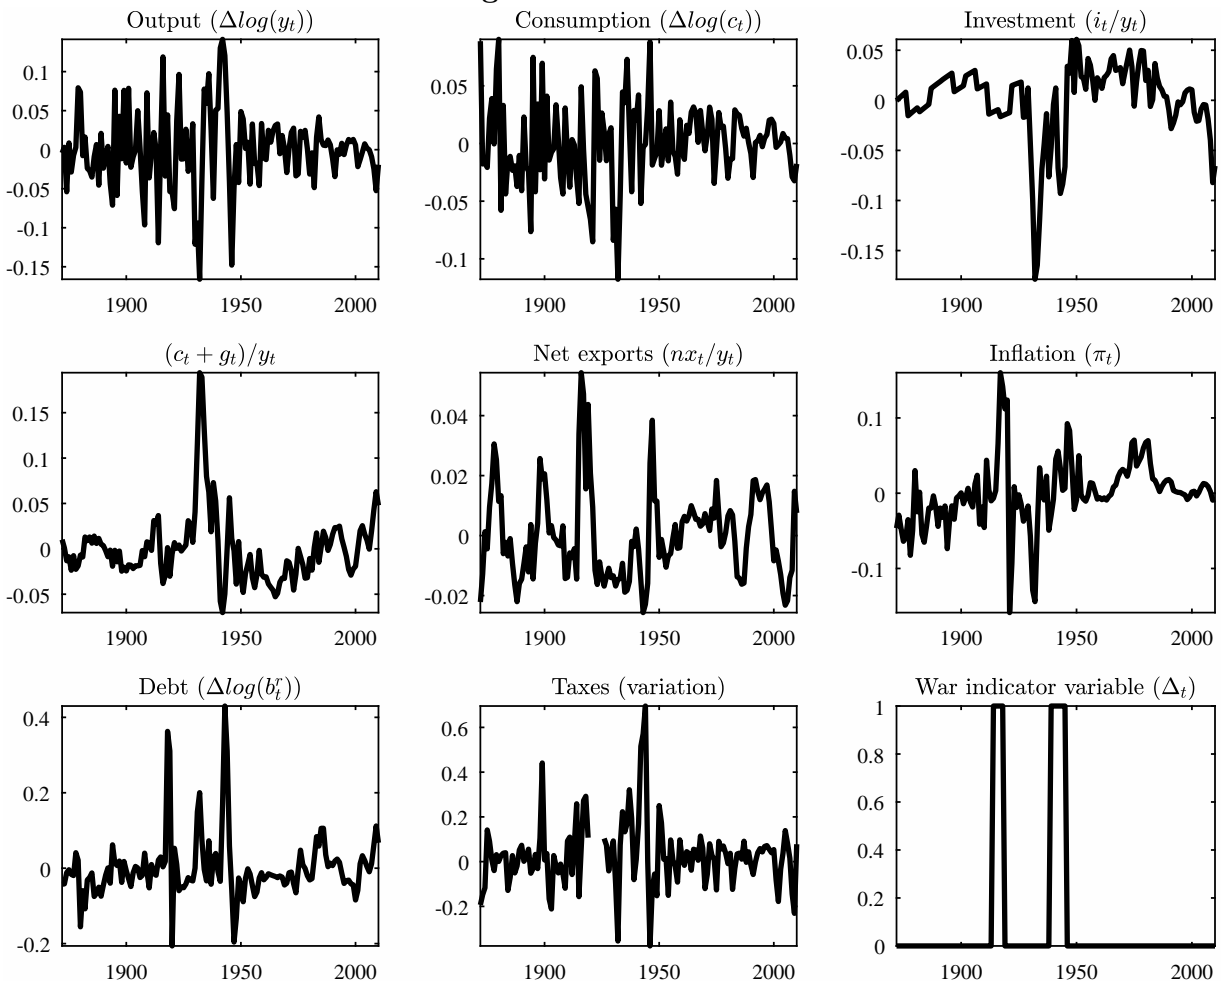 Output (Δlog(y_t))
Consumption (Δlog(c_t))
Investment (i_t/y_t)
0.1
0.05
0
-0.05
-0.1
-0.15
1900 1950 2000
0.05
0
-0.05
-0.1
1900 1950 2000
0.05
0
-0.05
-0.1
-0.15
1900 1950 2000
(c_t + g_t)/y_t
Net exports (nx_t/y_t)
Inflation (π_t)
0.15
0.1
0.05
0
-0.05
1900 1950 2000
0.04
0.02
0
-0.02
1900 1950 2000
0.1
0
-0.1
1900 1950 2000
Debt (Δlog(b_t^r))
Taxes (variation)
War indicator variable (Δ_t)
0.4
0.2
0
-0.2
1900 1950 2000
0.6
0.4
0.2
0
-0.2
1900 1950 2000
1
0.8
0.6
0.4
0.2
0
1900 1950 2000